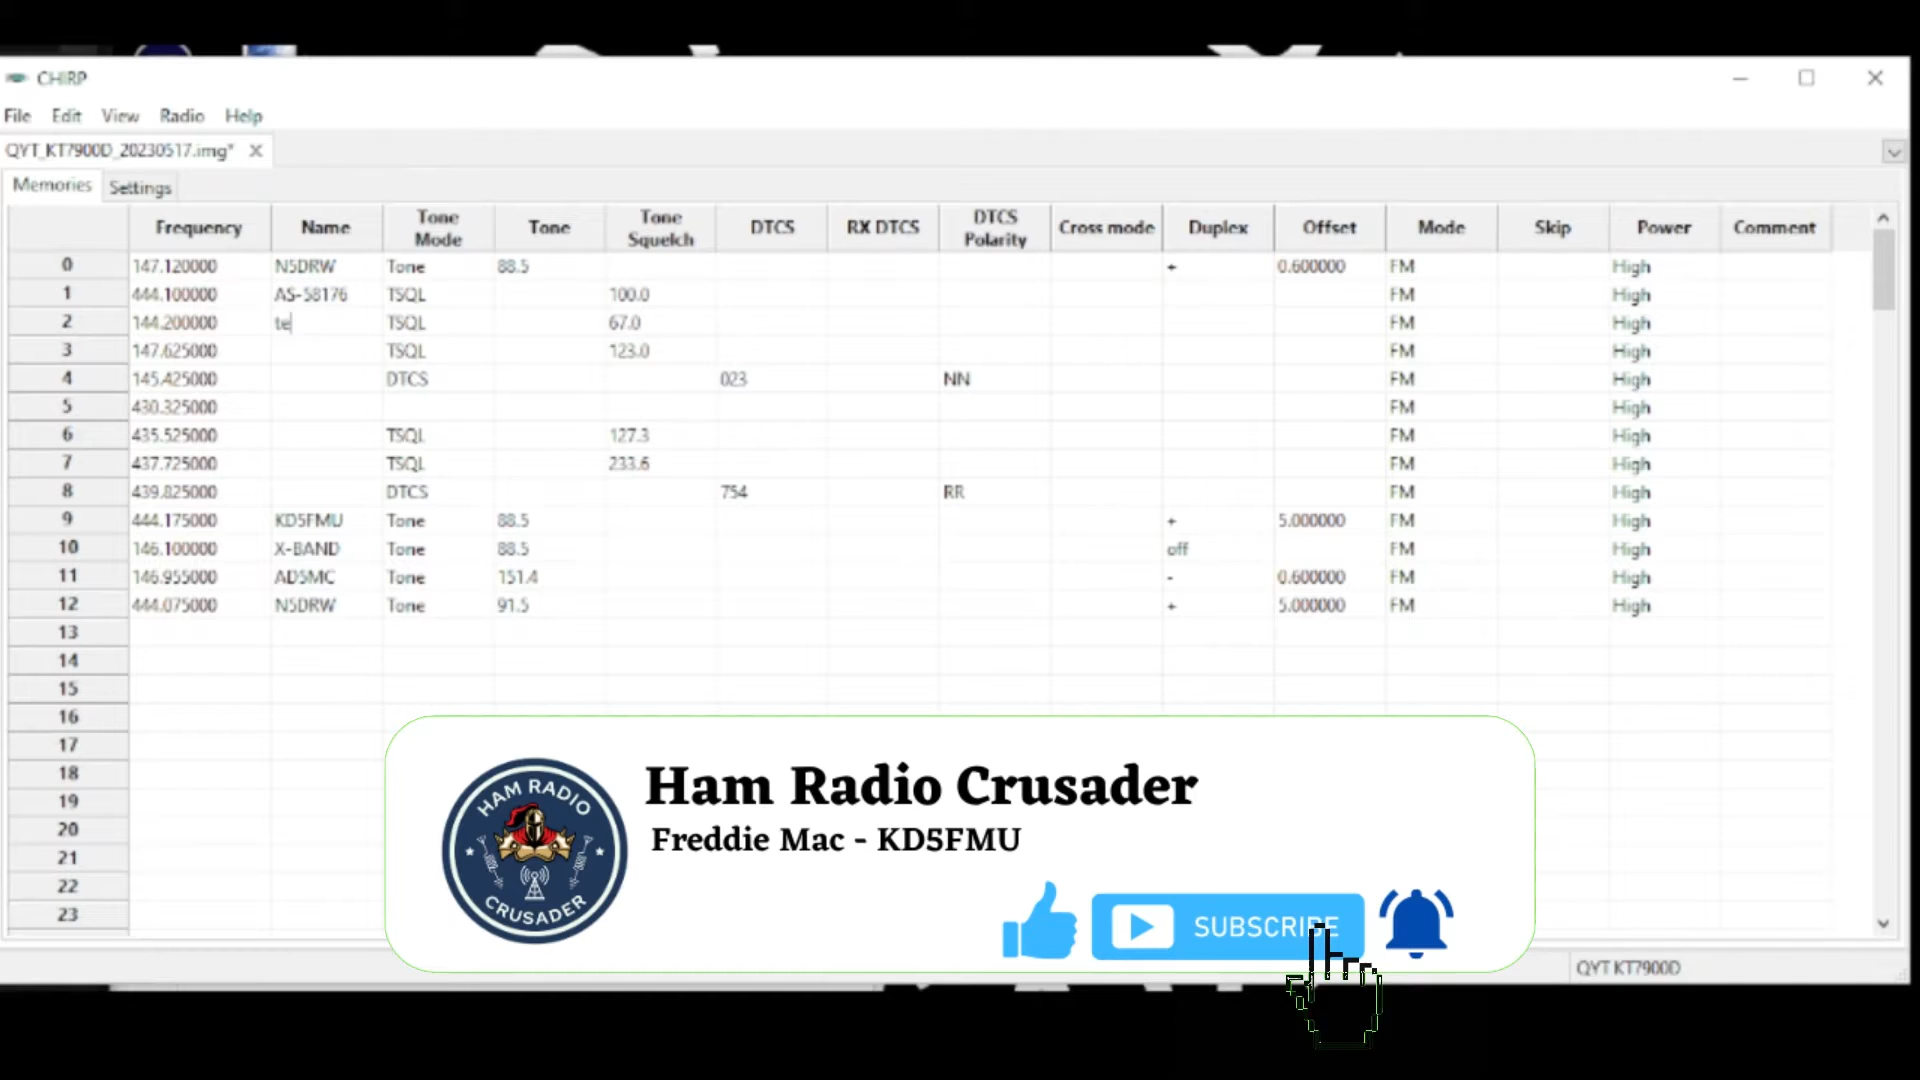 CHIRP
File Edit View Radio Help
QYT_KT7900D_20230517.img*
Memories Settings
Frequency Name Tone Mode Tone Tone Squelch DTCS RX DTCS DTCS Polarity Cross mode Duplex Offset Mode Skip Power Comment
0 147.120000 N5DRW Tone 88.5 + 0.600000 FM High
1 444.100000 AS-58176 TSQL 100.0 FM High
2 144.200000 te TSQL 67.0 FM High
3 147.625000 TSQL 123.0 FM High
4 145.425000 DTCS 023 NN FM High
5 430.325000 FM High
6 435.525000 TSQL 127.3 FM High
7 437.725000 TSQL 233.6 FM High
8 439.825000 DTCS 754 RR FM High
9 444.175000 KD5FMU Tone 88.5 + 5.000000 FM High
10 146.100000 X-BAND Tone 88.5 off FM High
11 146.955000 AD5MC Tone 151.4 - 0.600000 FM High
12 444.075000 N5DRW Tone 91.5 + 5.000000 FM High
13
14
15
16
17
18
19
20
21
22
23
HAM RADIO
CRUSADER
Ham Radio Crusader
Freddie Mac - KD5FMU
SUBSCRIBE
QYT KT7900D